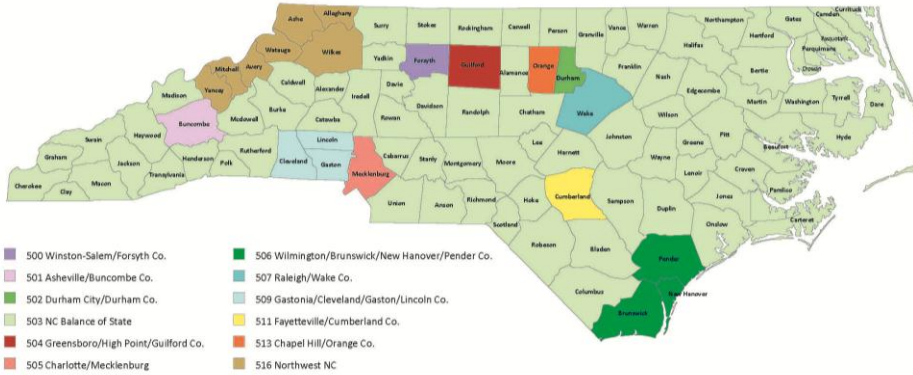 Ashe
Alleghany
Surry
Stokes
Rockingham
Caswell
Person
Granville
Vance
Warren
Northampton
Gates
Camden
Currituck
Watauga
Wilkes
Yadkin
Forsyth
Guilford
Alamance
Orange
Durham
Franklin
Halifax
Hertford
Perquimans
Mitchell
Avery
Yancey
Caldwell
Alexander
Iredell
Davie
Davidson
Randolph
Chatham
Wake
Nash
Edgecombe
Bertie
Martin
Washington
Tyrrell
Dare
Madison
Buncombe
Mcdowell
Burke
Catawba
Rowan
Lee
Johnston
Wilson
Pitt
Beaufort
Hyde
Swain
Haywood
Graham
Jackson
Henderson
Polk
Rutherford
Cleveland
Lincoln
Gaston
Mecklenburg
Cabarrus
Stanly
Montgomery
Moore
Harnett
Wayne
Greene
Lenoir
Craven
Pamlico
Cherokee
Clay
Macon
Transylvania
Union
Anson
Richmond
Hoke
Cumberland
Sampson
Duplin
Jones
Carteret
Scotland
Robeson
Bladen
Onslow
Pender
Columbus
Brunswick
New Hanover
500 Winston-Salem/Forsyth Co.
501 Asheville/Buncombe Co.
502 Durham City/Durham Co.
503 NC Balance of State
504 Greensboro/High Point/Guilford Co.
505 Charlotte/Mecklenburg
506 Wilmington/Brunswick/New Hanover/Pender Co.
507 Raleigh/Wake Co.
509 Gastonia/Cleveland/Gaston/Lincoln Co.
511 Fayetteville/Cumberland Co.
513 Chapel Hill/Orange Co.
516 Northwest NC